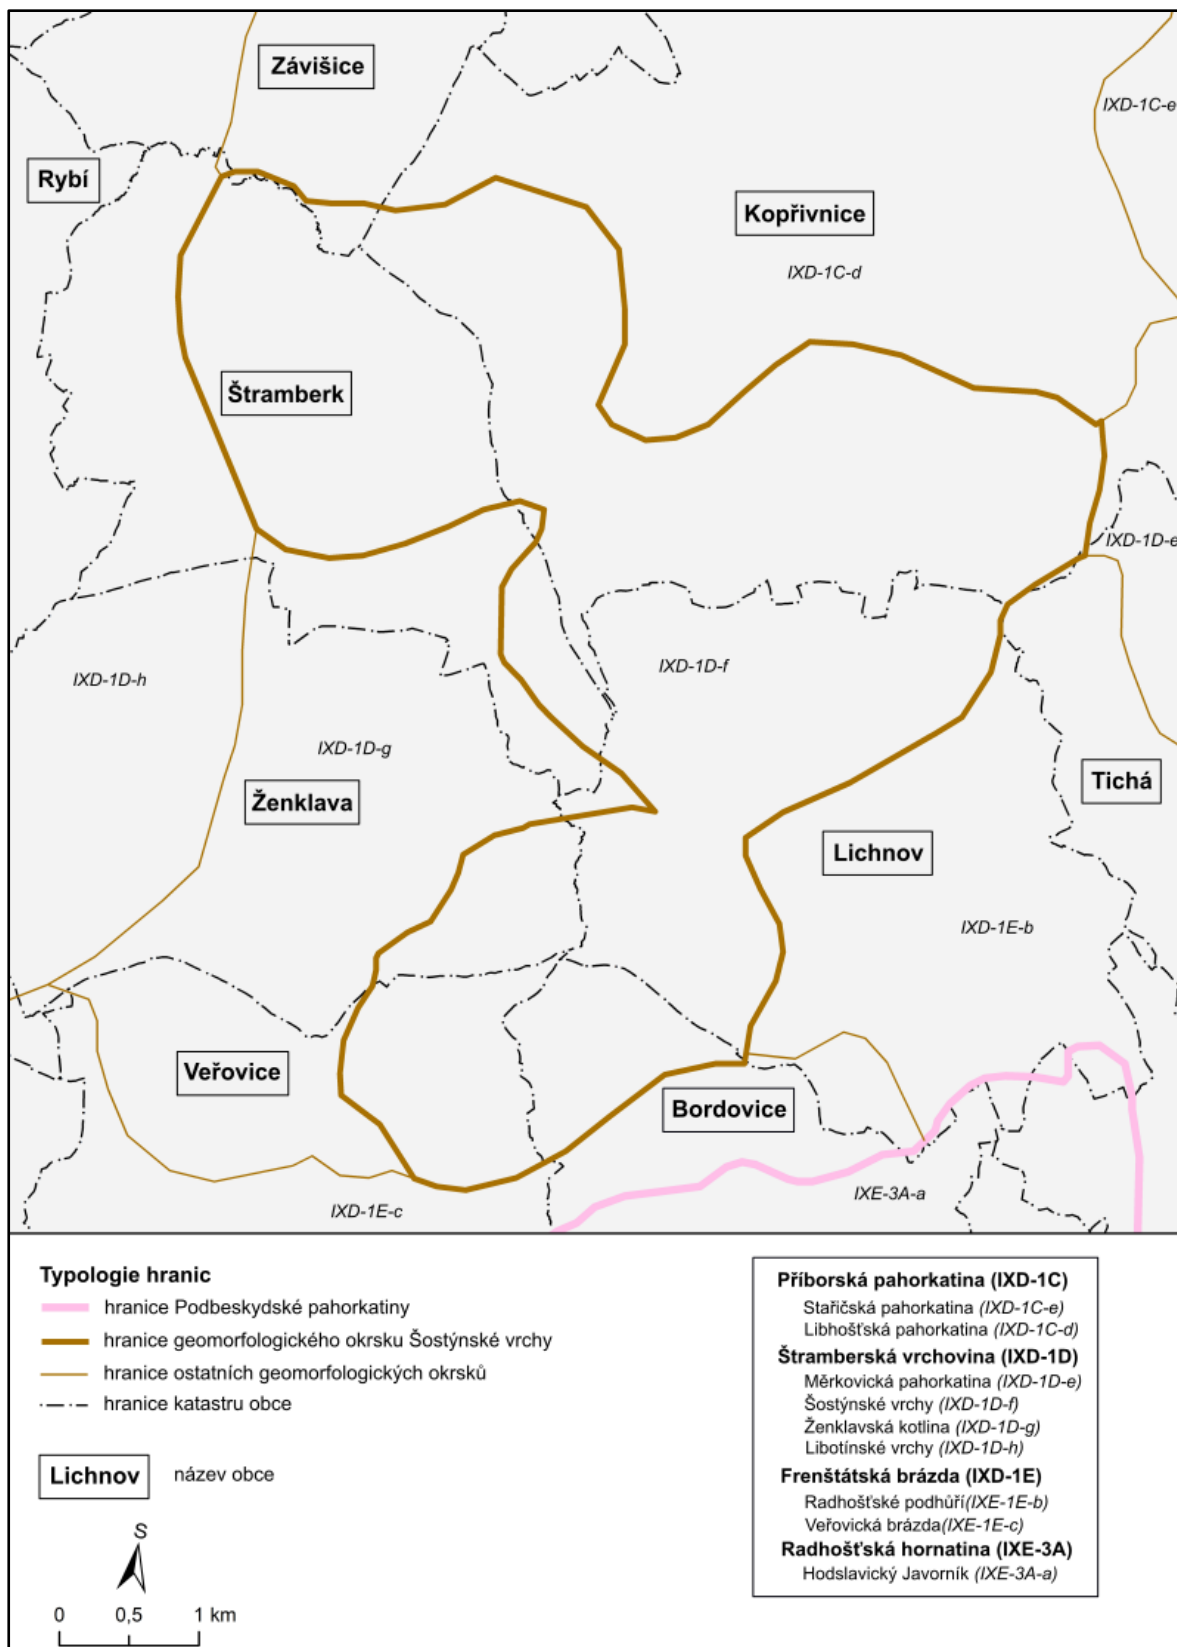 Závišice
IXD-1C-e
Rybí
Kopřivnice
IXD-1C-d
Štramberk
IXD-1D-e
IXD-1D-h
IXD-1D-f
IXD-1D-g
Ženklava
Tichá
Lichnov
IXD-1E-b
Veřovice
Bordovice
IXE-3A-a
IXD-1E-c
Typologie hranic
hranice Podbeskydské pahorkatiny
hranice geomorfologického okrsku Šostýnské vrchy
hranice ostatních geomorfologických okrsků
hranice katastru obce
Lichnov název obce
S
0 0,5 1 km
Příborská pahorkatina (IXD-1C)
Stařičská pahorkatina (IXD-1C-e)
Libhošťská pahorkatina (IXD-1C-d)
Štramberská vrchovina (IXD-1D)
Měrkovická pahorkatina (IXD-1D-e)
Šostýnské vrchy (IXD-1D-f)
Ženklavská kotlina (IXD-1D-g)
Libotínské vrchy (IXD-1D-h)
Frenštátská brázda (IXD-1E)
Radhošťské podhůří(IXE-1E-b)
Veřovická brázda(IXE-1E-c)
Radhošťská hornatina (IXE-3A)
Hodslavický Javorník (IXE-3A-a)